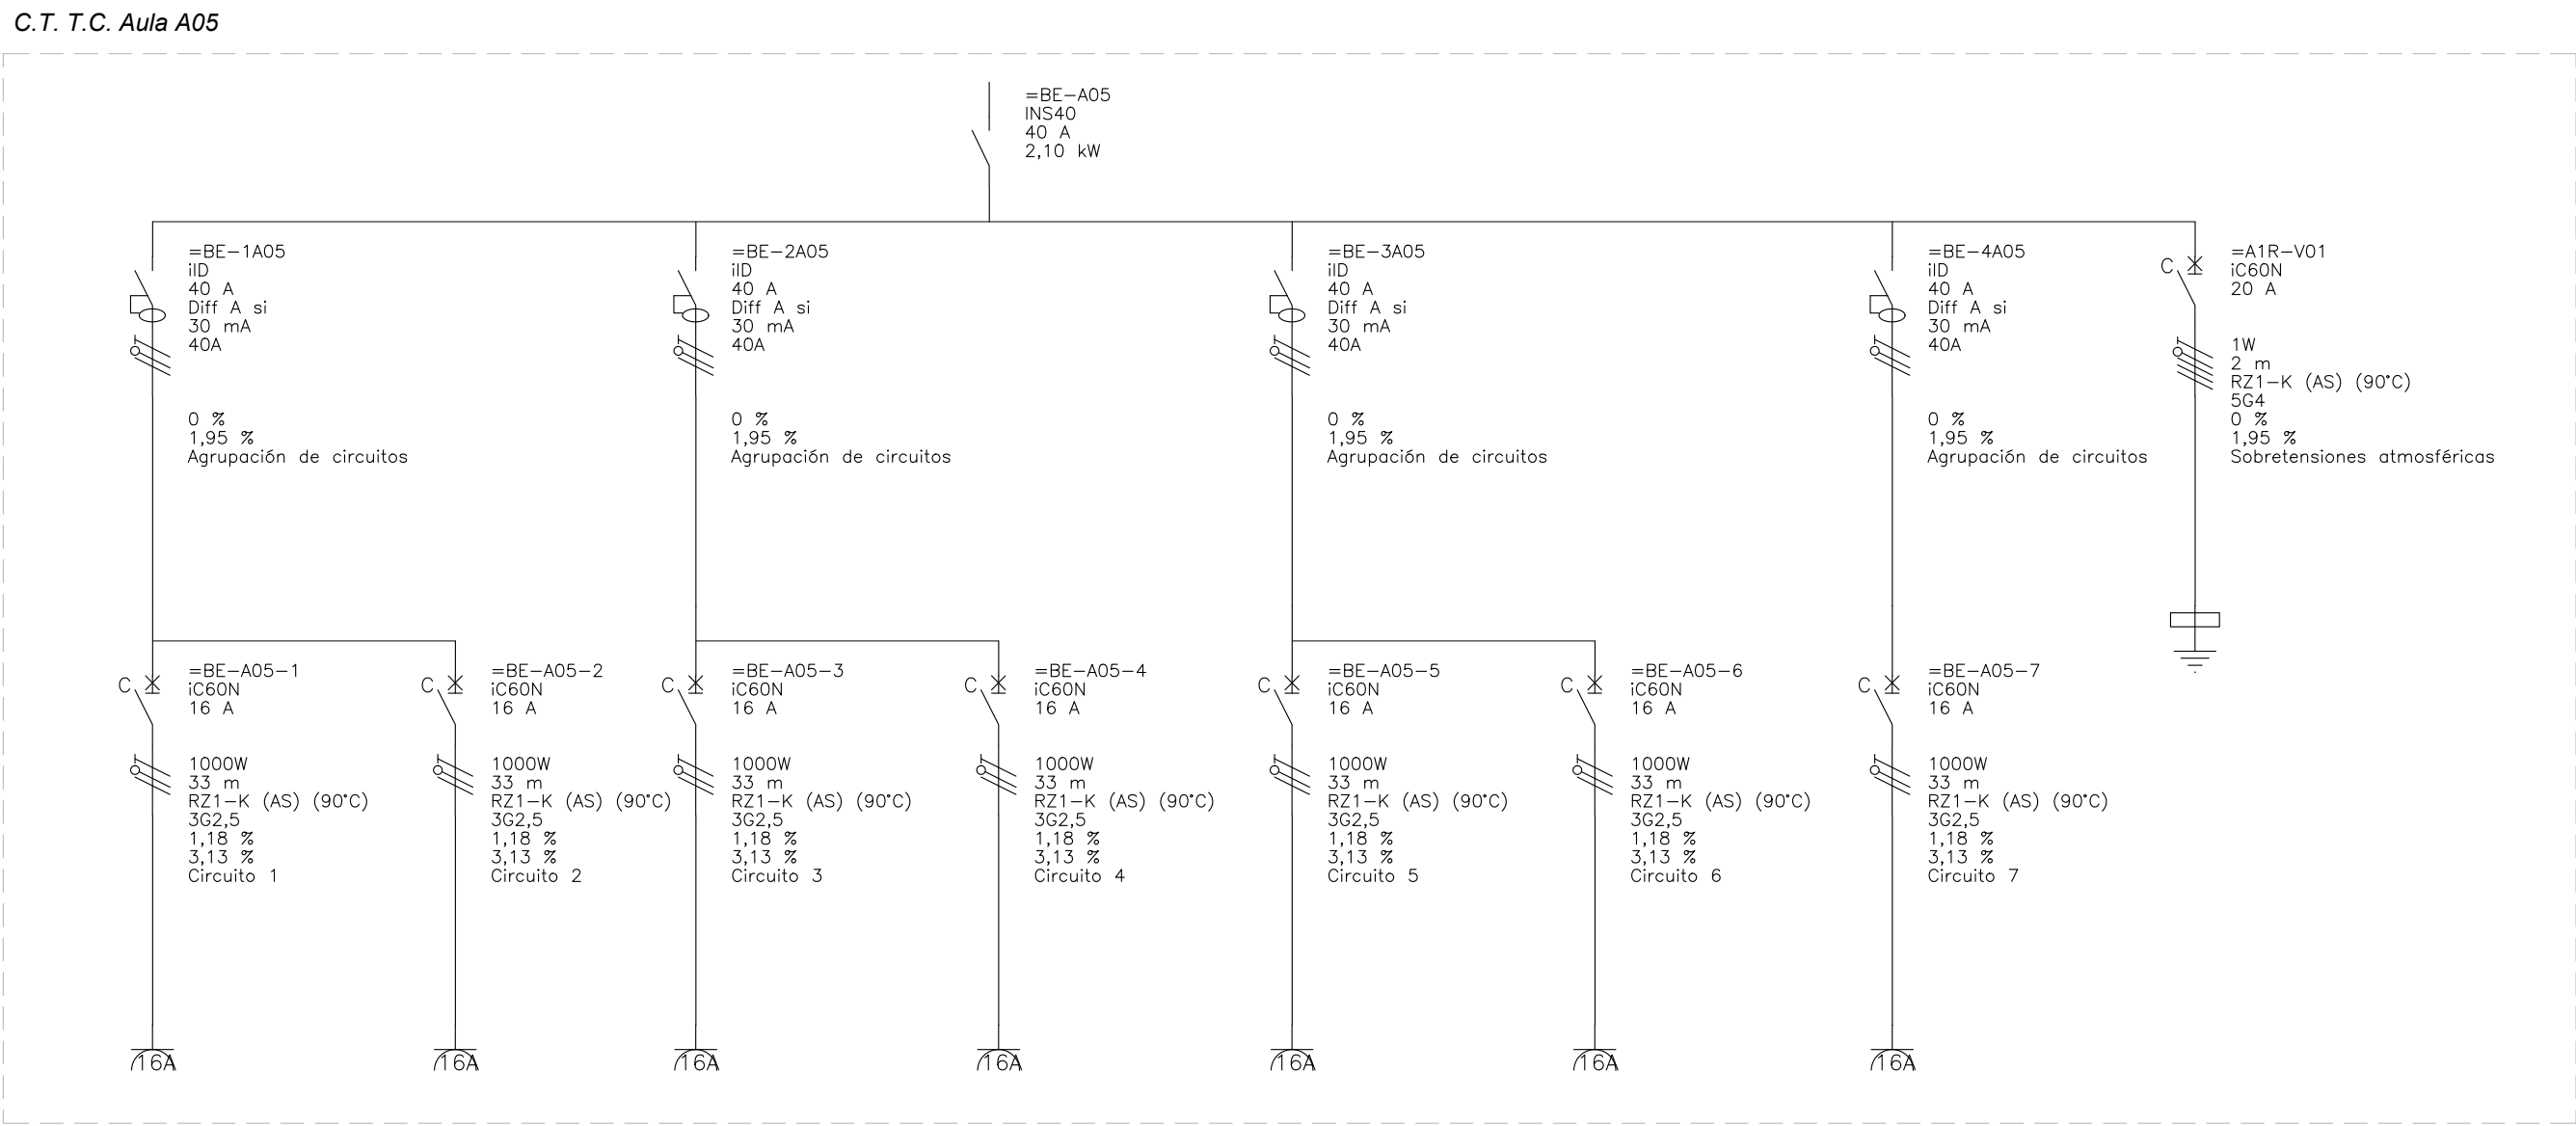 C.T. T.C. Aula A05
=BE-A05
INS40
40 A
2,10 kW
=BE-1A05
iID
40 A
Diff A si
30 mA
40A
0 %
1,95 %
Agrupación de circuitos
=BE-2A05
iID
40 A
Diff A si
30 mA
40A
0 %
1,95 %
Agrupación de circuitos
=BE-3A05
iID
40 A
Diff A si
30 mA
40A
0 %
1,95 %
Agrupación de circuitos
=BE-4A05
iID
40 A
Diff A si
30 mA
40A
0 %
1,95 %
Agrupación de circuitos
C
=A1R-V01
iC60N
20 A
1W
2 m
RZ1-K (AS) (90°C)
5G4
0 %
1,95 %
Sobretensiones atmosféricas
C
=BE-A05-1
iC60N
16 A
1000W
33 m
RZ1-K (AS) (90°C)
3G2,5
1,18 %
3,13 %
Circuito 1
16A
C
=BE-A05-2
iC60N
16 A
1000W
33 m
RZ1-K (AS) (90°C)
3G2,5
1,18 %
3,13 %
Circuito 2
16A
C
=BE-A05-3
iC60N
16 A
1000W
33 m
RZ1-K (AS) (90°C)
3G2,5
1,18 %
3,13 %
Circuito 3
16A
C
=BE-A05-4
iC60N
16 A
1000W
33 m
RZ1-K (AS) (90°C)
3G2,5
1,18 %
3,13 %
Circuito 4
16A
C
=BE-A05-5
iC60N
16 A
1000W
33 m
RZ1-K (AS) (90°C)
3G2,5
1,18 %
3,13 %
Circuito 5
16A
C
=BE-A05-6
iC60N
16 A
1000W
33 m
RZ1-K (AS) (90°C)
3G2,5
1,18 %
3,13 %
Circuito 6
16A
C
=BE-A05-7
iC60N
16 A
1000W
33 m
RZ1-K (AS) (90°C)
3G2,5
1,18 %
3,13 %
Circuito 7
16A